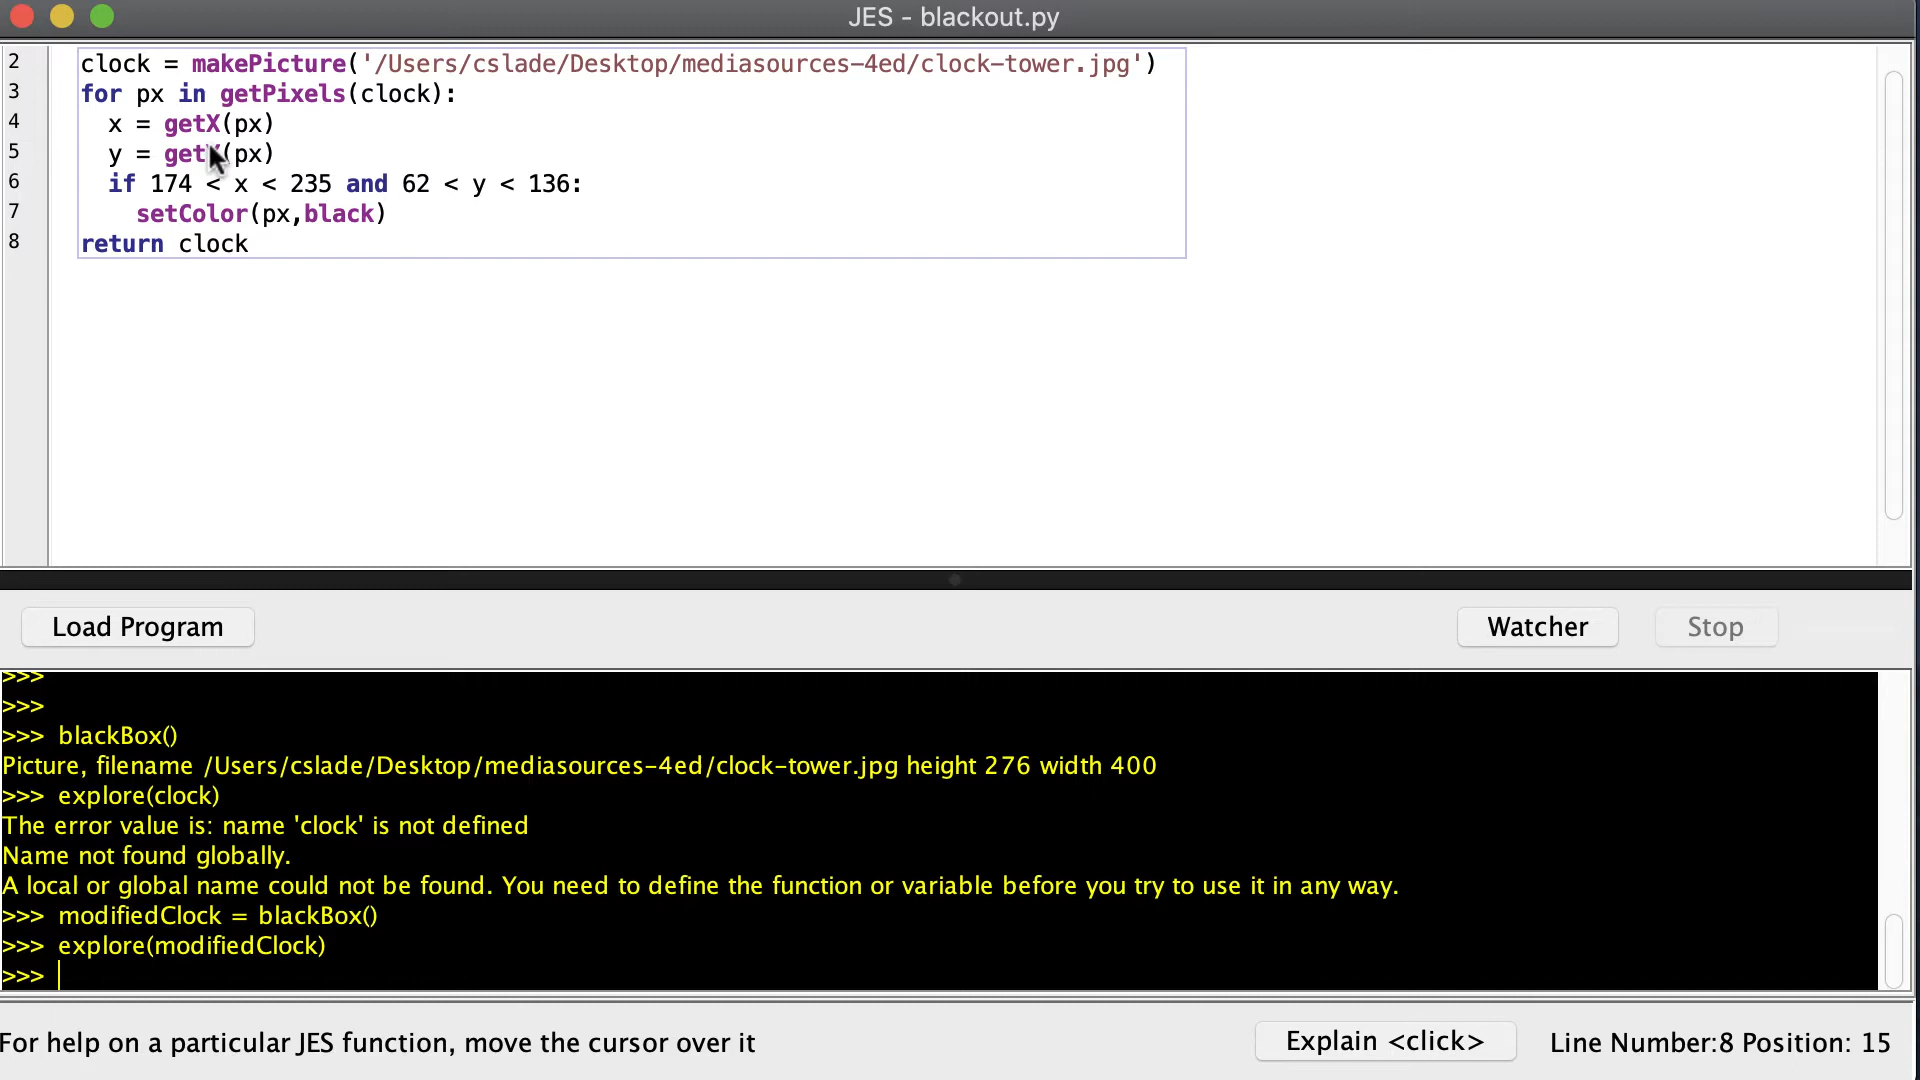 JES - blackout.py
2 clock = makePicture('/Users/cslade/Desktop/mediasources-4ed/clock-tower.jpg')
3 for px in getPixels(clock):
4 x = getX(px)
5 y = getY(px)
6 if 174 < x < 235 and 62 < y < 136:
7 setColor(px,black)
8 return clock
Load Program
Watcher
Stop
>>>
>>>
>>> blackBox()
Picture, filename /Users/cslade/Desktop/mediasources-4ed/clock-tower.jpg height 276 width 400
>>> explore(clock)
The error value is: name 'clock' is not defined
Name not found globally.
A local or global name could not be found. You need to define the function or variable before you try to use it in any way.
>>> modifiedClock = blackBox()
>>> explore(modifiedClock)
>>>
For help on a particular JES function, move the cursor over it
Explain <click>
Line Number:8 Position: 15